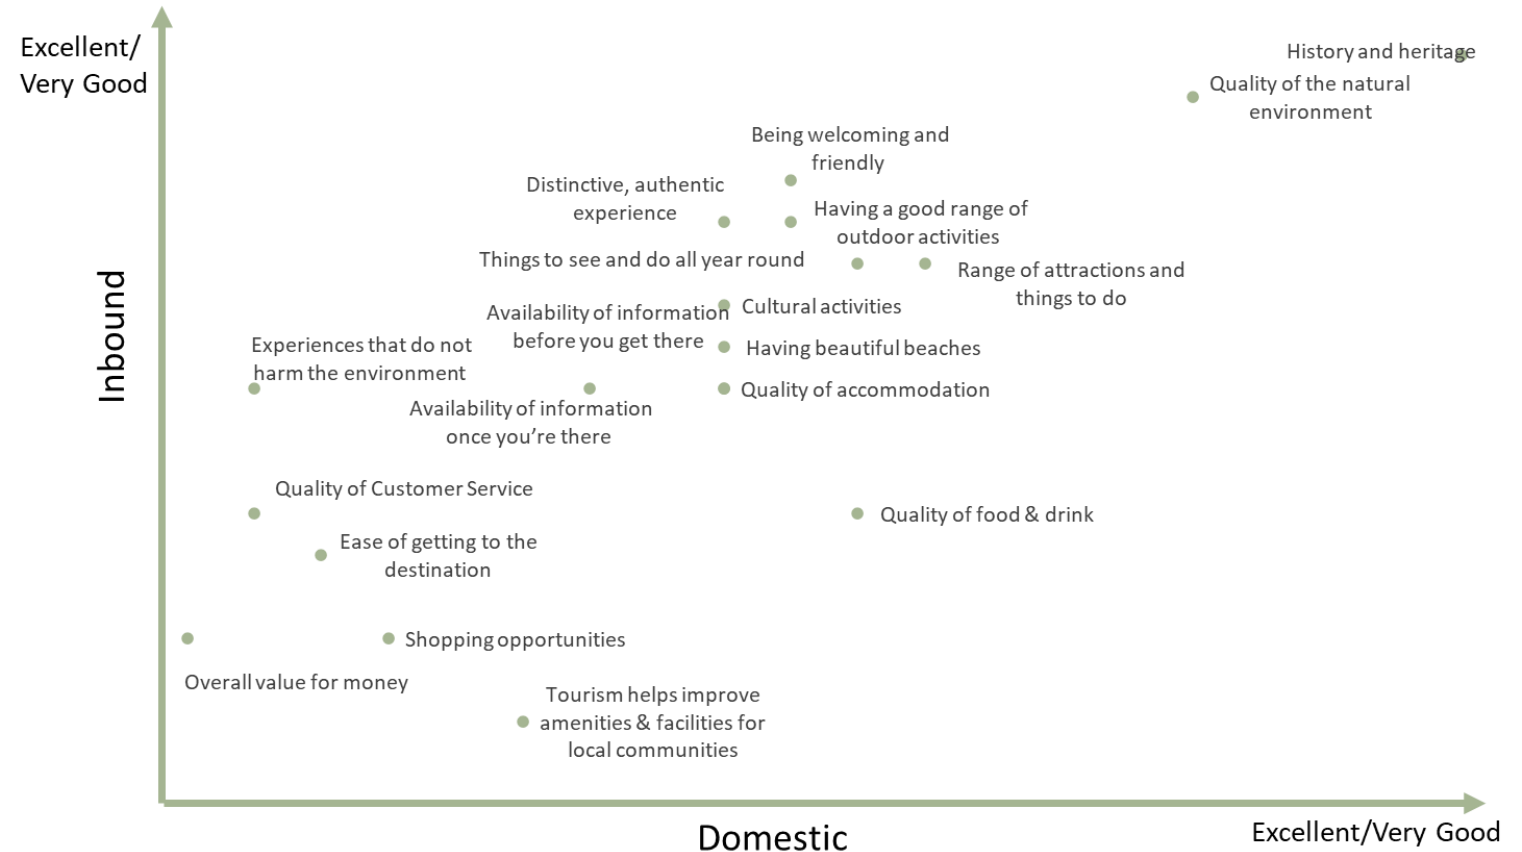 Excellent/
Very Good
History and heritage
Quality of the natural
environment
Being welcoming and
friendly
Distinctive, authentic
experience
Having a good range of
outdoor activities
Things to see and do all year round
Range of attractions and
things to do
Cultural activities
Availability of information
before you get there
Having beautiful beaches
Experiences that do not
harm the environment
Quality of accommodation
Availability of information
once you’re there
Inbound
Quality of Customer Service
Quality of food & drink
Ease of getting to the
destination
Shopping opportunities
Overall value for money
Tourism helps improve
amenities & facilities for
local communities
Domestic
Excellent/Very Good